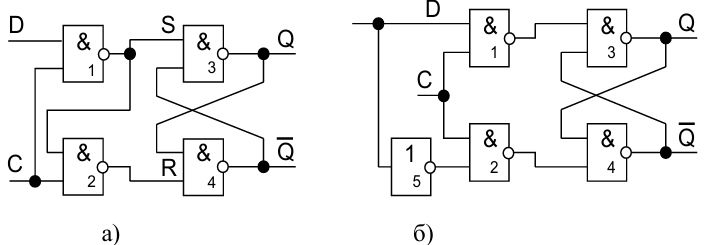 D & 1 S & 3 Q
C & 2 R & 4 Q̅
а)
D & 1 & 3 Q
C
1 5 & 2 & 4 Q̅
б)